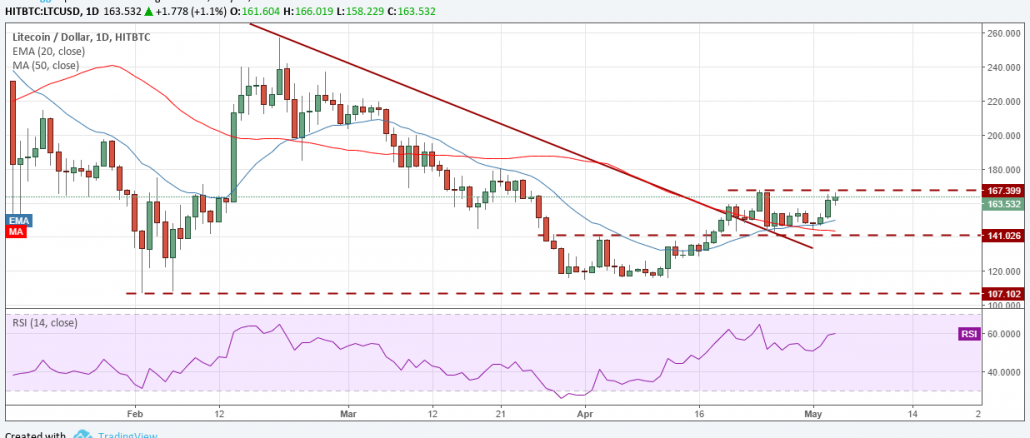 HITBTC:LTCUSD, 1D 163.532 ▲ +1.778 (+1.1%) O:161.604 H:166.019 L:158.229 C:163.532
Litecoin / Dollar, 1D, HITBTC
EMA (20, close)
MA (50, close)
260.000
240.000
220.000
200.000
180.000
167.399
163.532
EMA
MA
141.026
120.000
107.102
100.000
RSI (14, close)
RSI
60.0000
40.0000
Feb 12 Mar 12 21 Apr 16 May 14 2
Created with TradingView